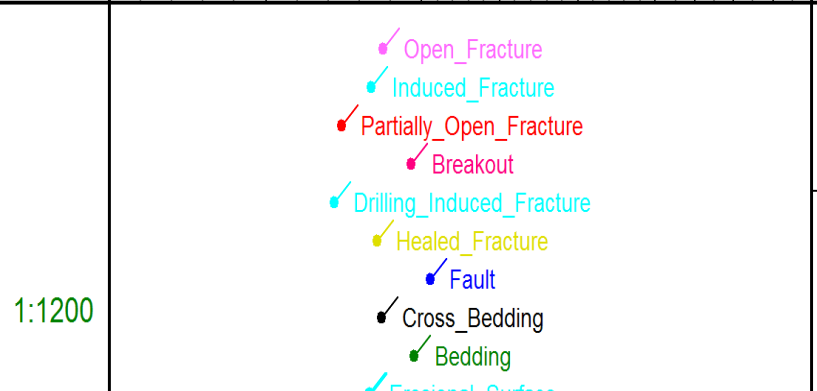 Open_Fracture
Induced_Fracture
Partially_Open_Fracture
Breakout
Drilling_Induced_Fracture
Healed_Fracture
Fault
1:1200
Cross_Bedding
Bedding